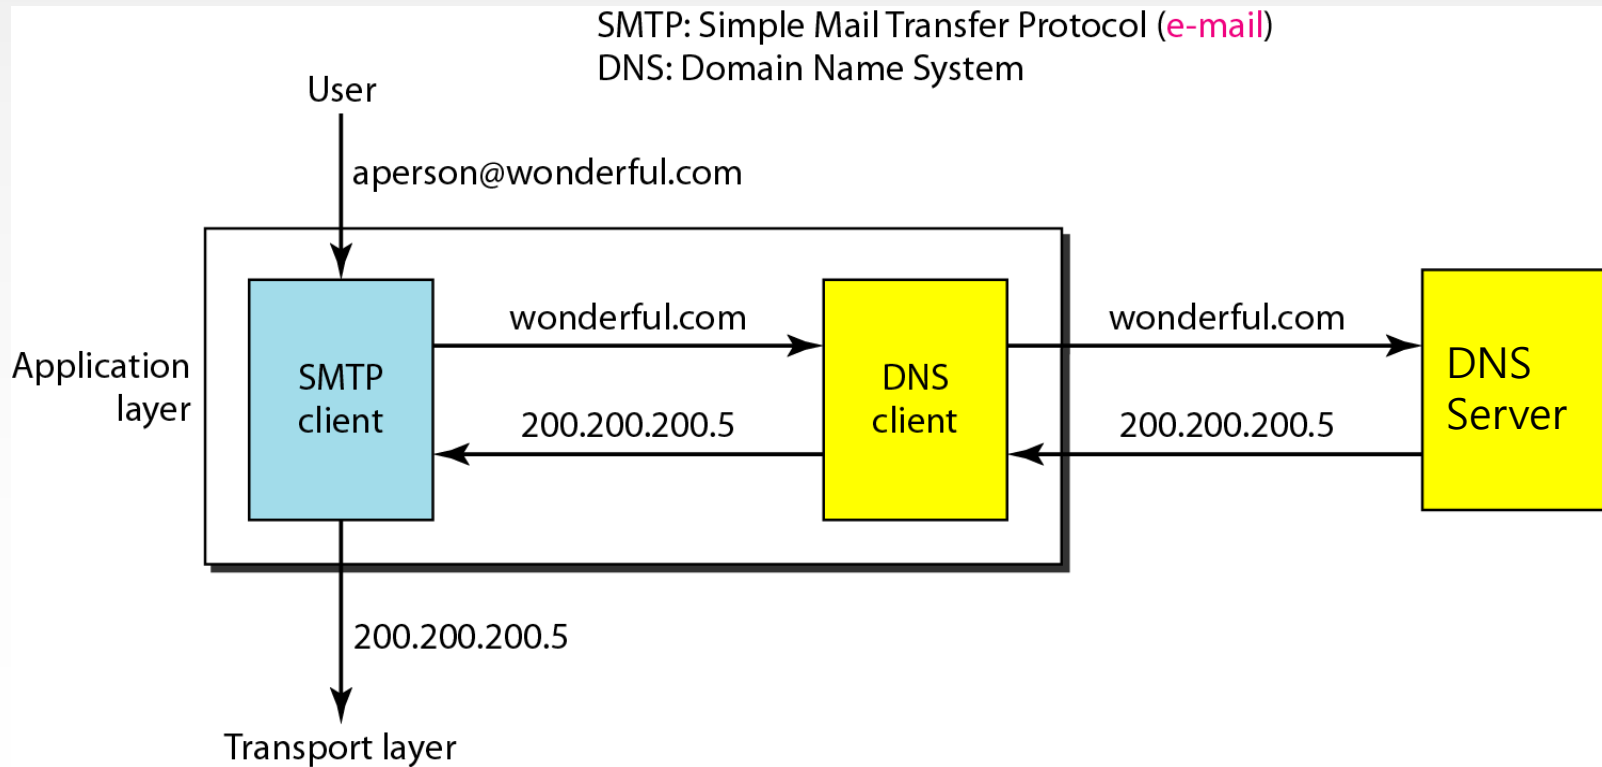 SMTP: Simple Mail Transfer Protocol (e-mail)
DNS: Domain Name System
User
aperson@wonderful.com
Application
layer
SMTP
client
wonderful.com
200.200.200.5
DNS
client
wonderful.com
200.200.200.5
DNS
Server
200.200.200.5
Transport layer